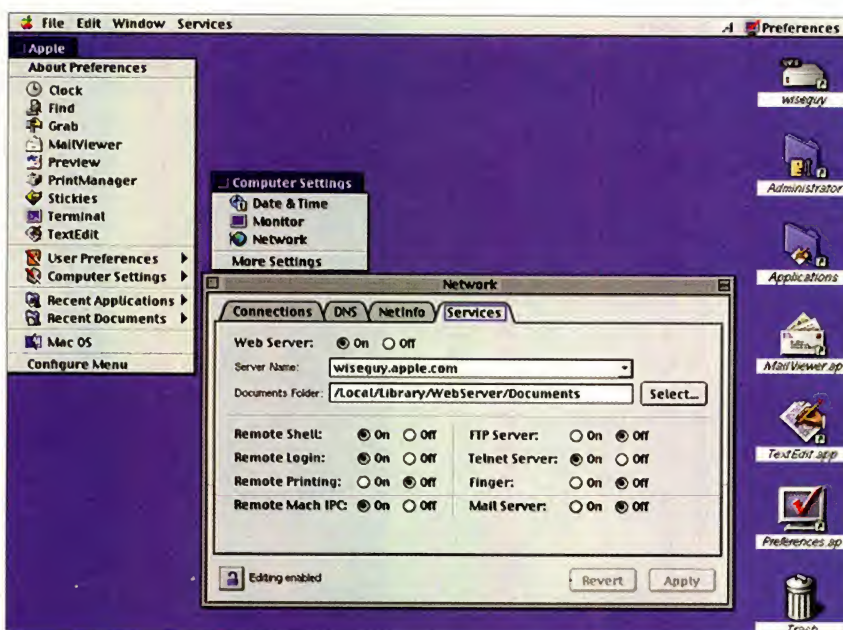 File Edit Window Services
Preferences
Apple
About Preferences
Clock
Find
Grab
MailViewer
Preview
PrintManager
Stickies
Terminal
TextEdit
User Preferences
Computer Settings
Recent Applications
Recent Documents
Mac OS
Configure Menu
Computer Settings
Date & Time
Monitor
Network
More Settings
Network
Connections DNS NetInfo Services
Web Server: On Off
Server Name: wiseguy.apple.com
Documents Folder: /Local/Library/WebServer/Documents Select...
Remote Shell: On Off FTP Server: On Off
Remote Login: On Off Telnet Server: On Off
Remote Printing: On Off Finger: On Off
Remote Mach IPC: On Off Mail Server: On Off
Editing enabled Revert Apply
wiseguy
Administrator
Applications
MailViewer.ap
TextEdit.app
Preferences.ap
Trash